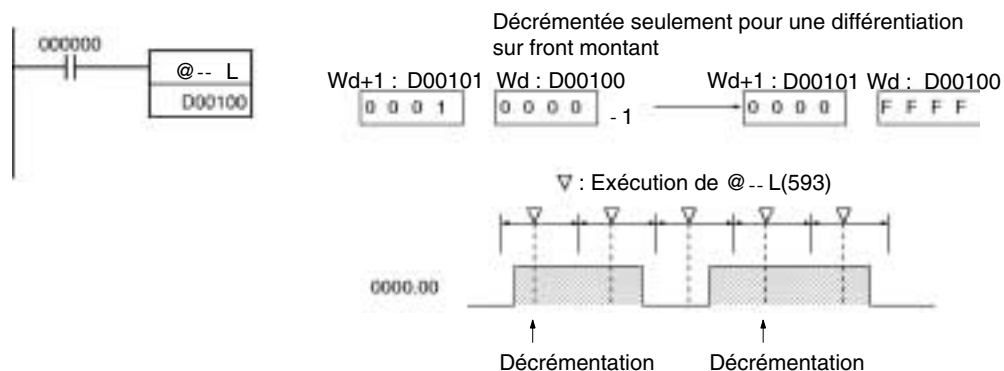 Décrémentée seulement pour une différentiation
sur front montant
000000
@-- L
D00100
Wd+1 : D00101 Wd : D00100
Wd+1 : D00101 Wd : D00100
0 0 0 1
0 0 0 0
- 1
0 0 0 0
F F F F
▽ : Exécution de @-- L(593)
0000.00
Décrémentation
Décrémentation